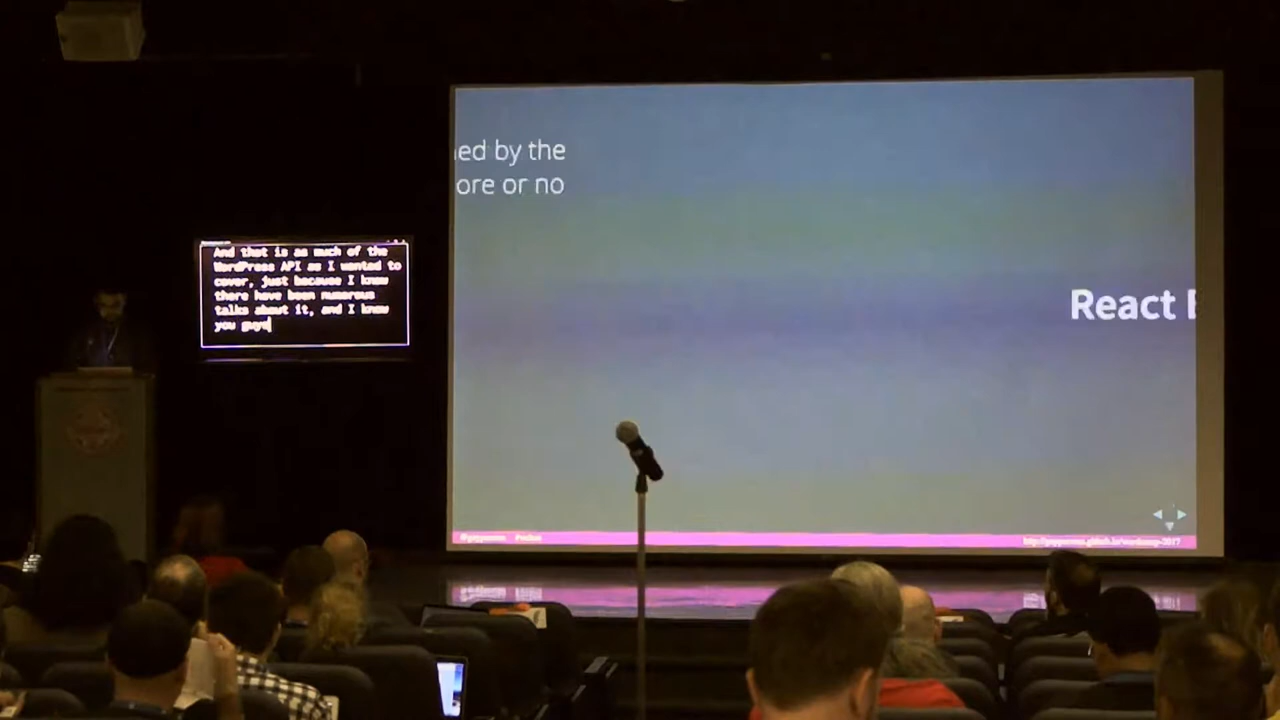 And that is as much of the
WordPress API as I wanted to
cover, just because I know
there have been numerous
talks about it, and I know
you guys
ed by the
ore or no
React